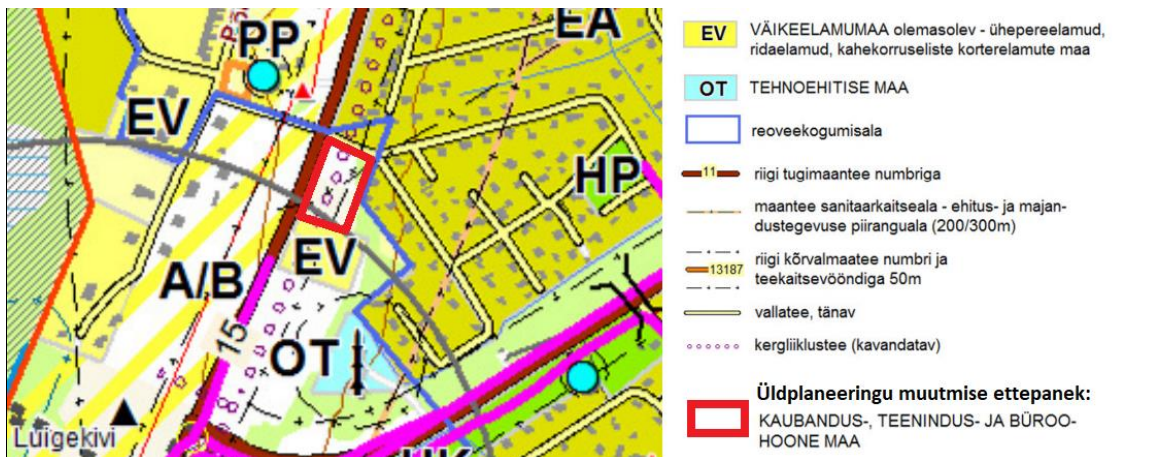 PP
EA
EV
HP
EV
A/B
15
OT
Luigekivi
EV VÄIKEELAMUMAA olemasolev - ühepereelamud,
ridaelamud, kahekorruseliste korterelamute maa
OT TEHNOEHITISE MAA
reoveekogumisala
11 riigi tugimaantee numbriga
maantee sanitaarkaitseala - ehitus- ja majan-
dustegevuse piiranguala (200/300m)
riigi kõrvalmaatee numbri ja
13187 teekaitsevööndiga 50m
vallatee, tänav
kergliiklustee (kavandatav)
Üldplaneeringu muutmise ettepanek:
KAUBANDUS-, TEENINDUS- JA BÜROO-
HOONE MAA